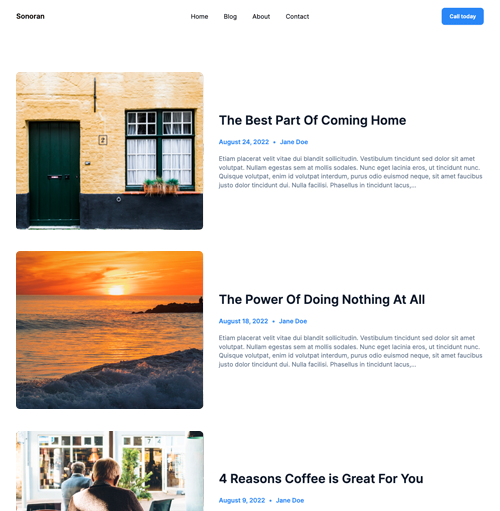 Sonoran
Home
Blog
About
Contact
Call today
The Best Part Of Coming Home
August 24, 2022 • Jane Doe
Etiam placerat velit vitae dui blandit sollicitudin. Vestibulum tincidunt sed dolor sit amet
volutpat. Nullam egestas sem at mollis sodales. Nunc eget lacinia eros, ut tincidunt nunc.
Quisque volutpat, enim id volutpat interdum, purus odio euismod neque, sit amet faucibus
justo dolor tincidunt dui. Nulla facilisi. Phasellus in tincidunt lacus,...
The Power Of Doing Nothing At All
August 18, 2022 • Jane Doe
Etiam placerat velit vitae dui blandit sollicitudin. Vestibulum tincidunt sed dolor sit amet
volutpat. Nullam egestas sem at mollis sodales. Nunc eget lacinia eros, ut tincidunt nunc.
Quisque volutpat, enim id volutpat interdum, purus odio euismod neque, sit amet faucibus
justo dolor tincidunt dui. Nulla facilisi. Phasellus in tincidunt lacus,...
4 Reasons Coffee is Great For You
August 9, 2022 • Jane Doe